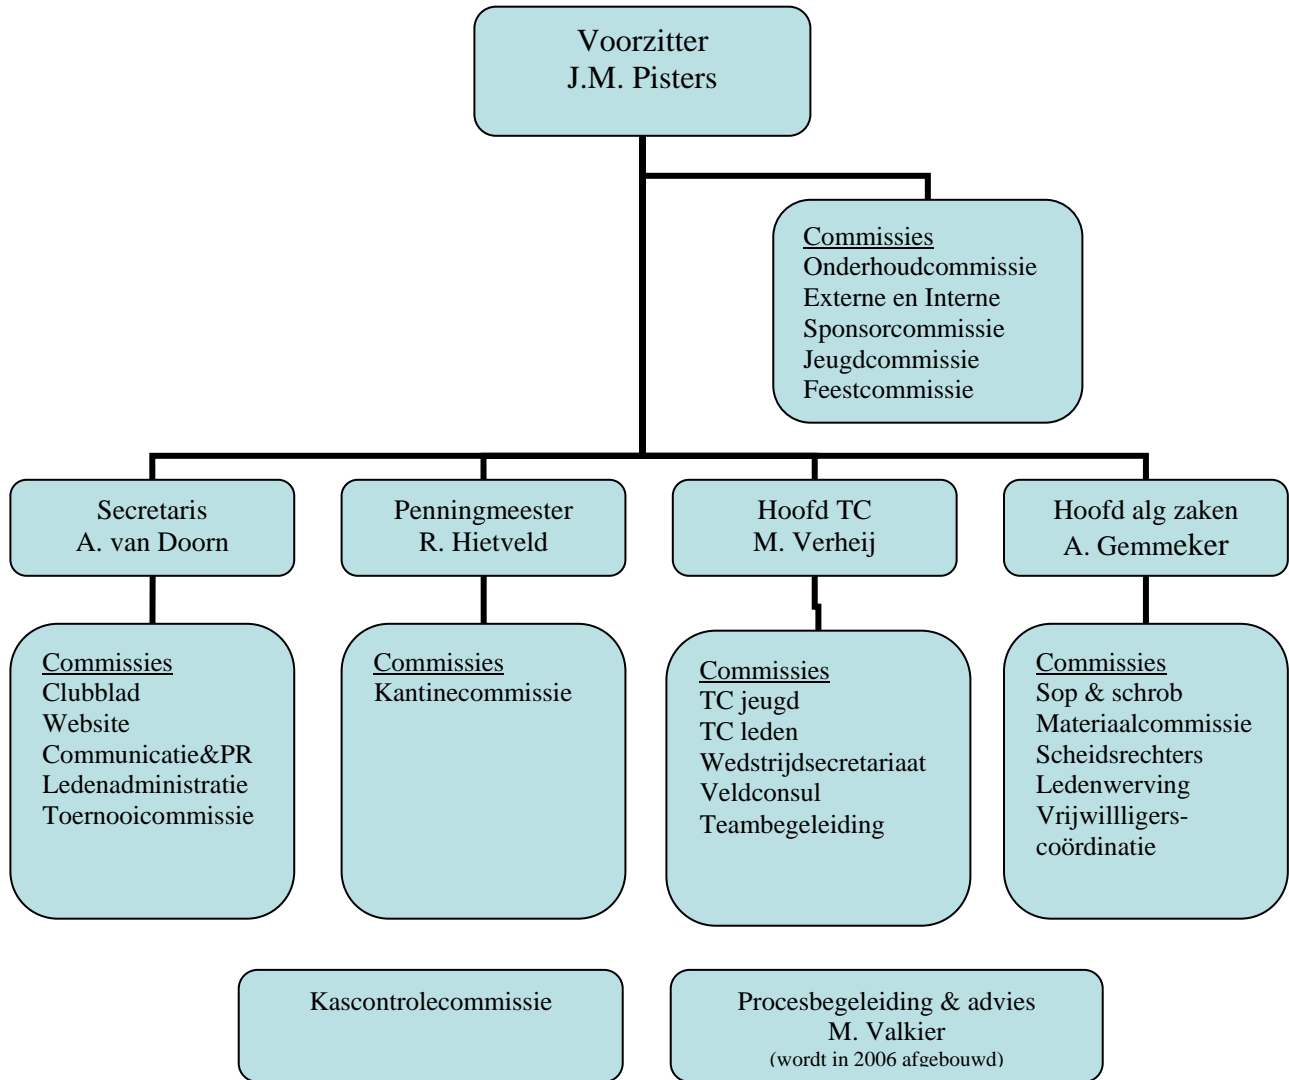 Voorzitter
J.M. Pisters
Commissies
Onderhoudcommissie
Externe en Interne
Sponsorcommissie
Jeugdcommissie
Feestcommissie
Secretaris
A. van Doorn
Penningmeester
R. Hietveld
Hoofd TC
M. Verheij
Hoofd alg zaken
A. Gemmeker
Commissies
Clubblad
Website
Communicatie&PR
Ledenadministratie
Toernooicommissie
Commissies
Kantinecommissie
Commissies
TC jeugd
TC leden
Wedstrijdsecretariaat
Veldconsul
Teambegeleiding
Commissies
Sop & schrob
Materiaalcommissie
Scheidsrechters
Ledenwerving
Vrijwillligers-
coördinatie
Kascontrolecommissie
Procesbegeleiding & advies
M. Valkier
(wordt in 2006 afgebouwd)